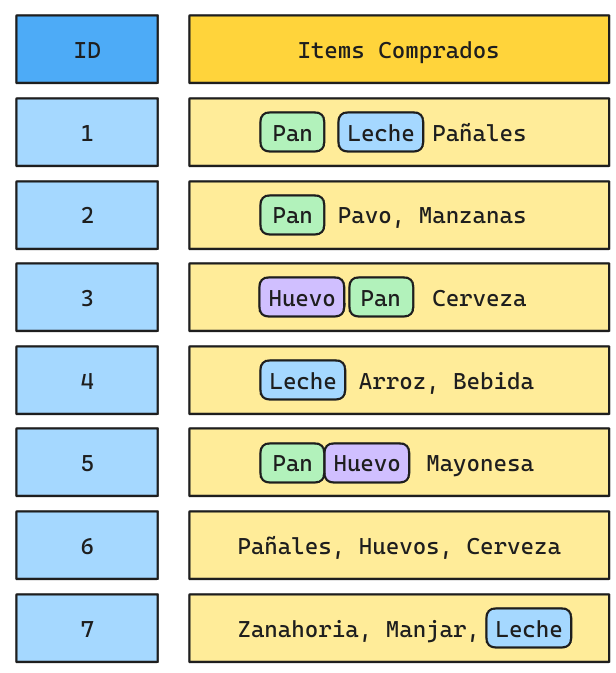 ID Items Comprados
1 Pan Leche Pañales
2 Pan Pavo, Manzanas
3 Huevo Pan Cerveza
4 Leche Arroz, Bebida
5 Pan Huevo Mayonesa
6 Pañales, Huevos, Cerveza
7 Zanahoria, Manjar, Leche